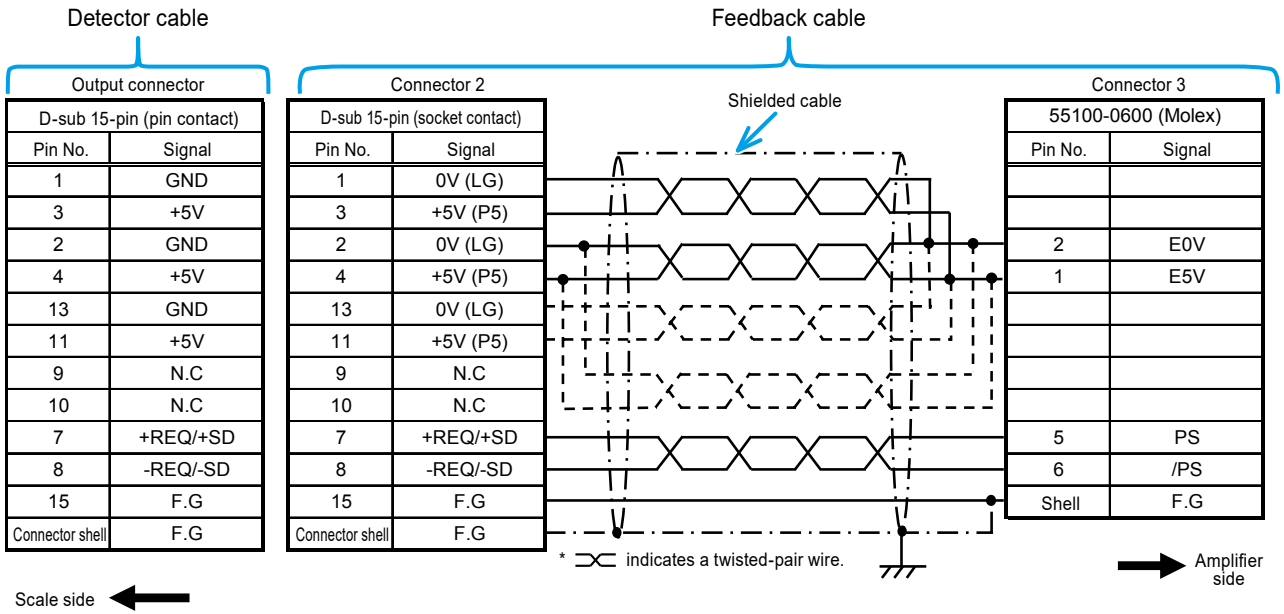 Detector cable
Feedback cable
Output connector
Connector 2
Shielded cable
Connector 3
D-sub 15-pin (pin contact)
D-sub 15-pin (socket contact)
55100-0600 (Molex)
Pin No. Signal Pin No. Signal Pin No. Signal
1 GND 1 0V (LG)
3 +5V 3 +5V (P5)
2 GND 2 0V (LG) 2 E0V
4 +5V 4 +5V (P5) 1 E5V
13 GND 13 0V (LG)
11 +5V 11 +5V (P5)
9 N.C 9 N.C
10 N.C 10 N.C
7 +REQ/+SD 7 +REQ/+SD 5 PS
8 -REQ/-SD 8 -REQ/-SD 6 /PS
15 F.G 15 F.G Shell F.G
Connector shell F.G Connector shell F.G
* indicates a twisted-pair wire.
Amplifier
side
Scale side